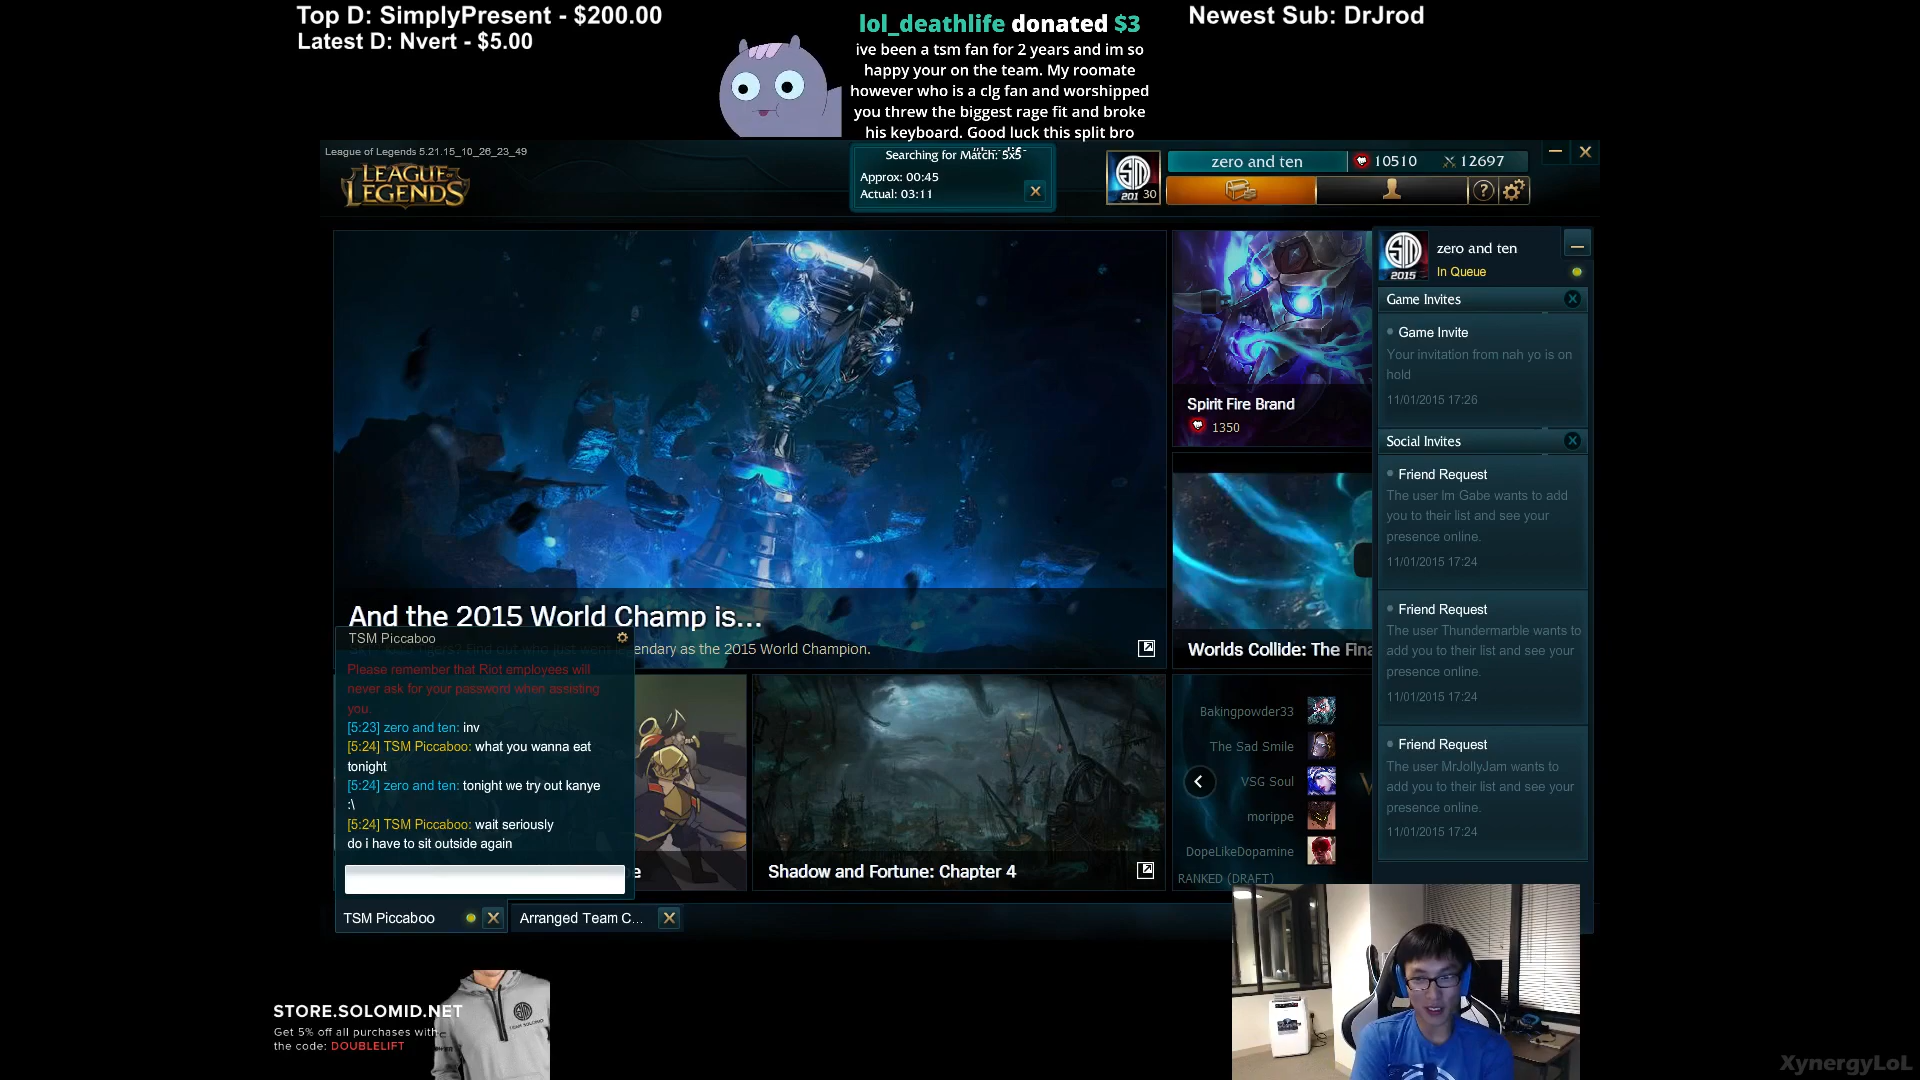 Top D: SimplyPresent - $200.00
Latest D: Nvert - $5.00
lol_deathlife donated $3
ive been a tsm fan for 2 years and im so
happy your on the team. My roomate
however who is a clg fan and worshipped
you threw the biggest rage fit and broke
his keyboard. Good luck this split bro
Newest Sub: DrJrod
League of Legends 5.21.15_10_26_23_49
LEAGUE OF LEGENDS
Searching for Match: 5x5
Approx: 00:45
Actual: 03:11
201 30
zero and ten
10510
12697
And the 2015 World Champ is...
endary as the 2015 World Champion.
Spirit Fire Brand
1350
Worlds Collide: The Fina
2015
zero and ten
In Queue
Game Invites
Game Invite
Your invitation from nah yo is on
hold
11/01/2015 17:26
Social Invites
Friend Request
The user Im Gabe wants to add
you to their list and see your
presence online.
11/01/2015 17:24
Friend Request
The user Thundermarble wants to
add you to their list and see your
presence online.
11/01/2015 17:24
Friend Request
The user MrJollyJam wants to
add you to their list and see your
presence online.
11/01/2015 17:24
TSM Piccaboo
Please remember that Riot employees will
never ask for your password when assisting
you.
[5:23] zero and ten: inv
[5:24] TSM Piccaboo: what you wanna eat
tonight
[5:24] zero and ten: tonight we try out kanye
:\
[5:24] TSM Piccaboo: wait seriously
do i have to sit outside again
Shadow and Fortune: Chapter 4
Bakingpowder33
The Sad Smile
VSG Soul
morippe
DopeLikeDopamine
RANKED (DRAFT)
TSM Piccaboo
Arranged Team C...
STORE.SOLOMID.NET
Get 5% off all purchases with
the code: DOUBLELIFT
XynergyLoL